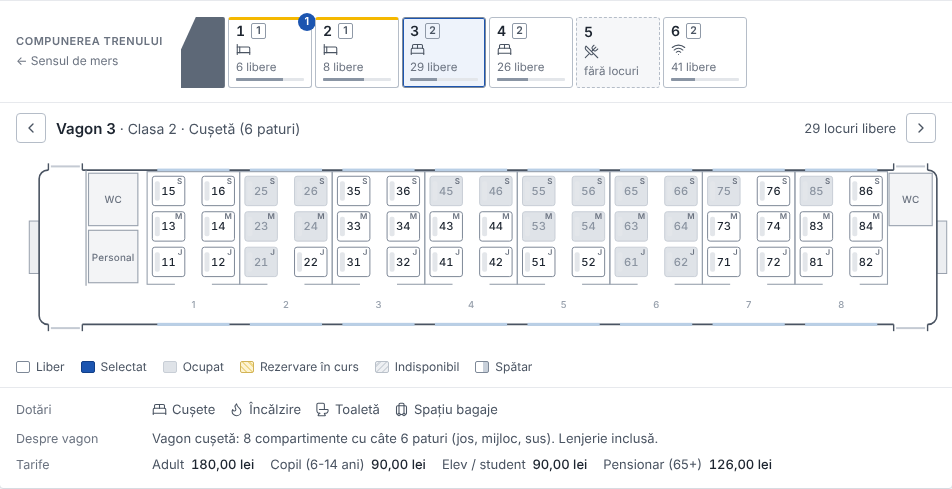 COMPUNEREA TRENULUI
← Sensul de mers
1 1
6 libere
1
2 1
8 libere
3 2
29 libere
4 2
26 libere
5
fără locuri
6 2
41 libere
Vagon 3 · Clasa 2 · Cușetă (6 paturi)
29 locuri libere
WC
15 S 16 S 25 S 26 S 35 S 36 S 45 S 46 S 55 S 56 S 65 S 66 S 75 S 76 S 85 S 86 S
WC
13 M 14 M 23 M 24 M 33 M 34 M 43 M 44 M 53 M 54 M 63 M 64 M 73 M 74 M 83 M 84 M
Personal
11 J 12 J 21 J 22 J 31 J 32 J 41 J 42 J 51 J 52 J 61 J 62 J 71 J 72 J 81 J 82 J
1 2 3 4 5 6 7 8
Liber Selectat Ocupat Rezervare în curs Indisponibil Spătar
Dotări Cușete Încălzire Toaletă Spațiu bagaje
Despre vagon Vagon cușetă: 8 compartimente cu câte 6 paturi (jos, mijloc, sus). Lenjerie inclusă.
Tarife Adult 180,00 lei Copil (6-14 ani) 90,00 lei Elev / student 90,00 lei Pensionar (65+) 126,00 lei